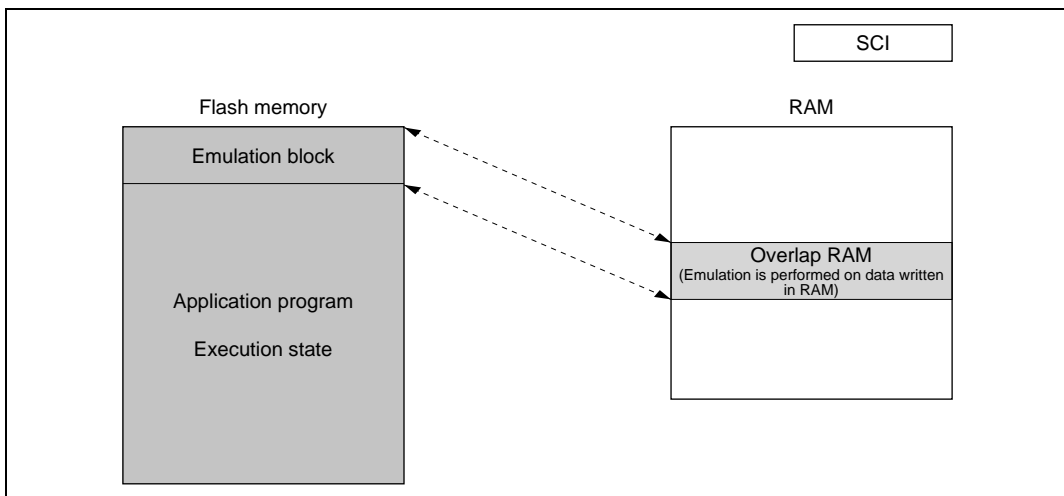 SCI
Flash memory
RAM
Emulation block
Overlap RAM
(Emulation is performed on data written
in RAM)
Application program
Execution state